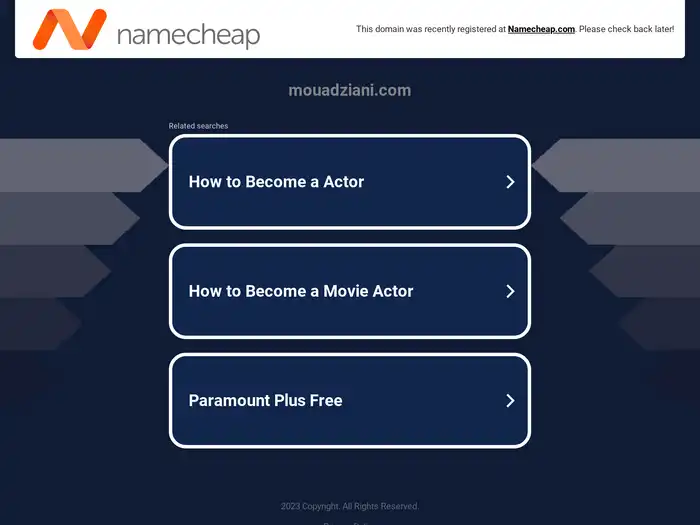 namecheap
This domain was recently registered at Namecheap.com. Please check back later!
mouadziani.com
Related searches
How to Become a Actor
How to Become a Movie Actor
Paramount Plus Free
2023 Copyright. All Rights Reserved.